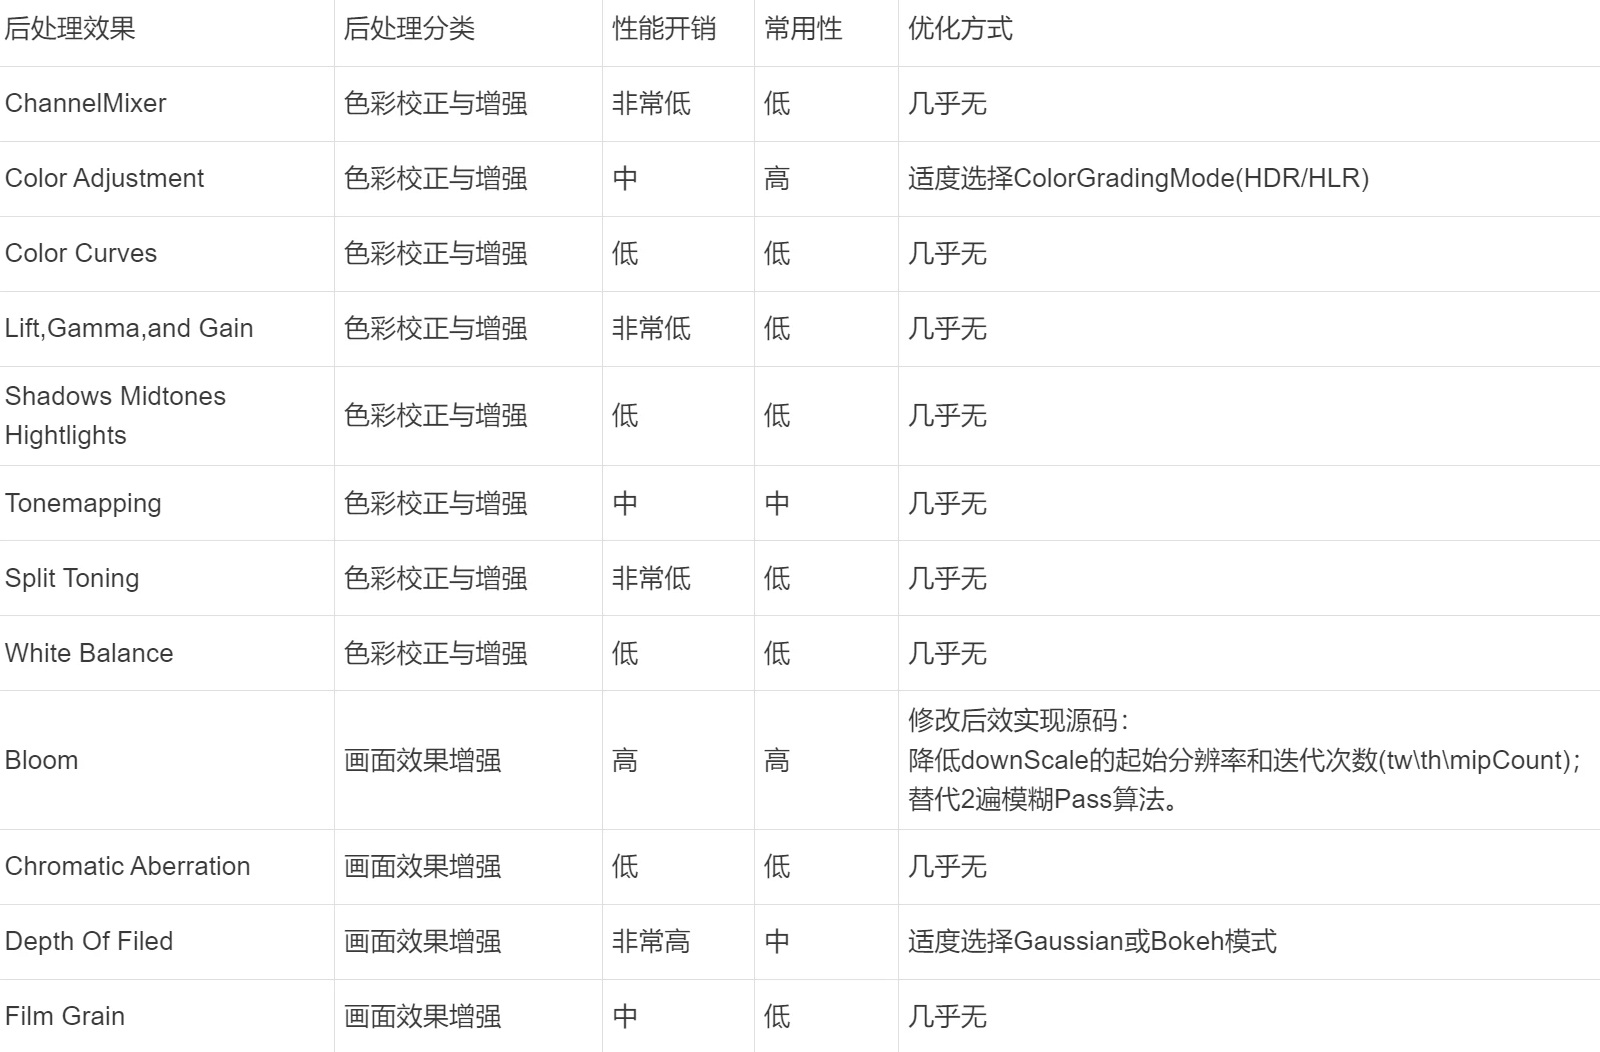 后处理效果 后处理分类 性能开销 常用性 优化方式
ChannelMixer 色彩校正与增强 非常低 低 几乎无
Color Adjustment 色彩校正与增强 中 高 适度选择ColorGradingMode(HDR/HLR)
Color Curves 色彩校正与增强 低 低 几乎无
Lift,Gamma,and Gain 色彩校正与增强 非常低 低 几乎无
Shadows Midtones
Hightlights 色彩校正与增强 低 低 几乎无
Tonemapping 色彩校正与增强 中 中 几乎无
Split Toning 色彩校正与增强 非常低 低 几乎无
White Balance 色彩校正与增强 低 低 几乎无
Bloom 画面效果增强 高 高 修改后效实现源码：
降低downScale的起始分辨率和迭代次数(tw\th\mipCount)；
替代2遍模糊Pass算法。
Chromatic Aberration 画面效果增强 低 低 几乎无
Depth Of Filed 画面效果增强 非常高 中 适度选择Gaussian或Bokeh模式
Film Grain 画面效果增强 中 低 几乎无